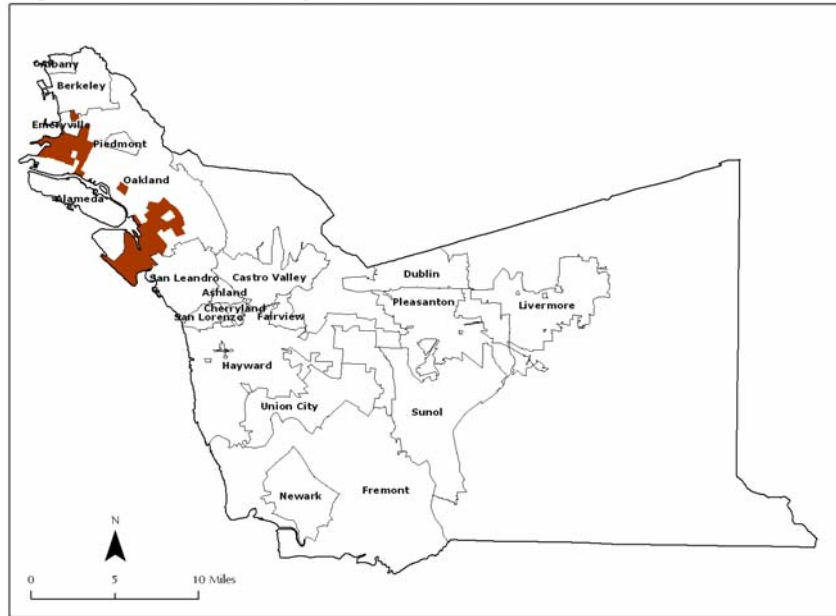 Albany
Berkeley
Emeryville
Piedmont
Oakland
Alameda
San Leandro
Castro Valley
Dublin
Ashland
Pleasanton
Livermore
Cherryland
San Lorenzo
Fairview
Hayward
Union City
Sunol
Newark
Fremont
N
0 5 10 Miles